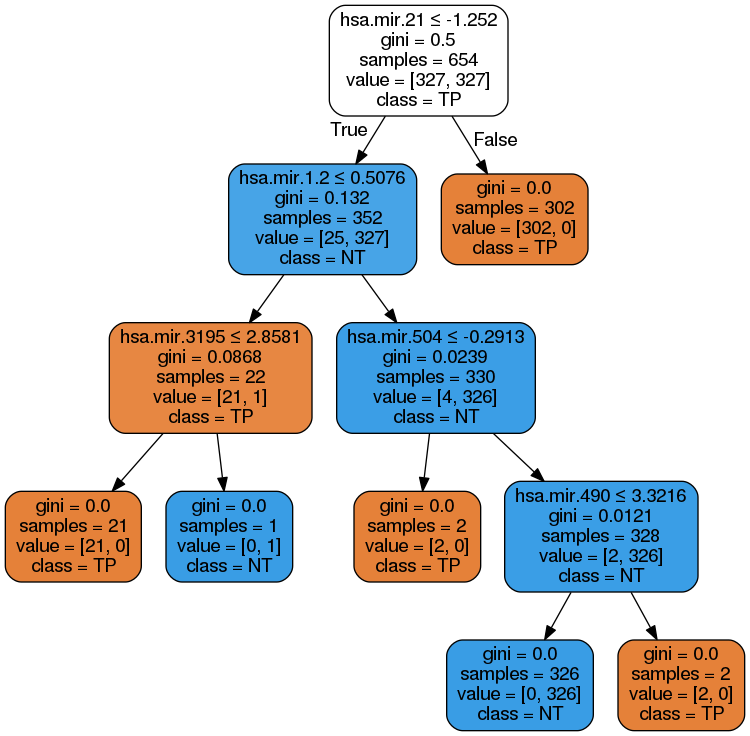 hsa.mir.21 ≤ -1.252
gini = 0.5
samples = 654
value = [327, 327]
class = TP
True
False
hsa.mir.1.2 ≤ 0.5076
gini = 0.132
samples = 352
value = [25, 327]
class = NT
gini = 0.0
samples = 302
value = [302, 0]
class = TP
hsa.mir.3195 ≤ 2.8581
gini = 0.0868
samples = 22
value = [21, 1]
class = TP
hsa.mir.504 ≤ -0.2913
gini = 0.0239
samples = 330
value = [4, 326]
class = NT
gini = 0.0
samples = 21
value = [21, 0]
class = TP
gini = 0.0
samples = 1
value = [0, 1]
class = NT
gini = 0.0
samples = 2
value = [2, 0]
class = TP
hsa.mir.490 ≤ 3.3216
gini = 0.0121
samples = 328
value = [2, 326]
class = NT
gini = 0.0
samples = 326
value = [0, 326]
class = NT
gini = 0.0
samples = 2
value = [2, 0]
class = TP